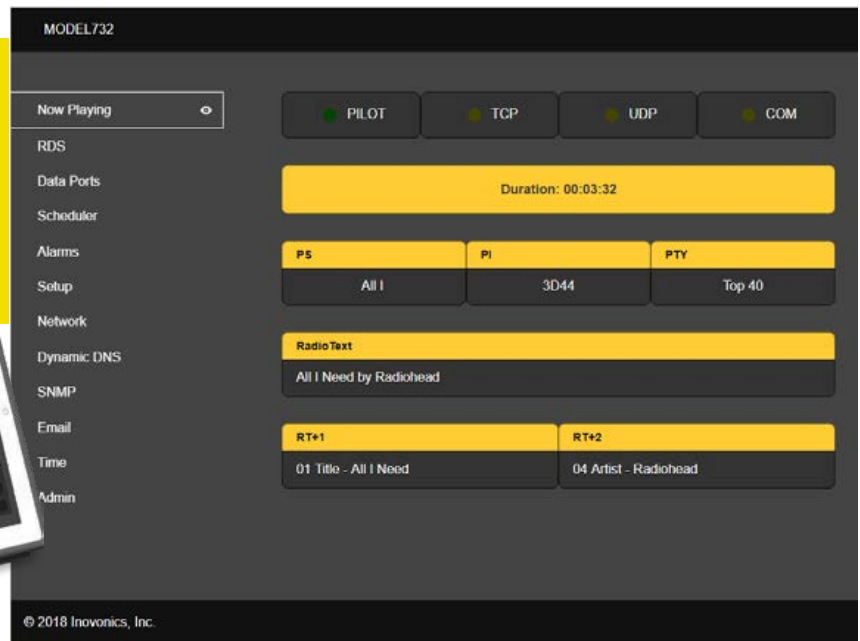 MODEL732
Now Playing
RDS
Data Ports
Scheduler
Alarms
Setup
Network
Dynamic DNS
SNMP
Email
Time
Admin
PILOT TCP UDP COM
Duration: 00:03:32
PS PI PTY
All I 3D44 Top 40
RadioText
All I Need by Radiohead
RT+1 RT+2
01 Title - All I Need 04 Artist - Radiohead
© 2018 Inovonics, Inc.